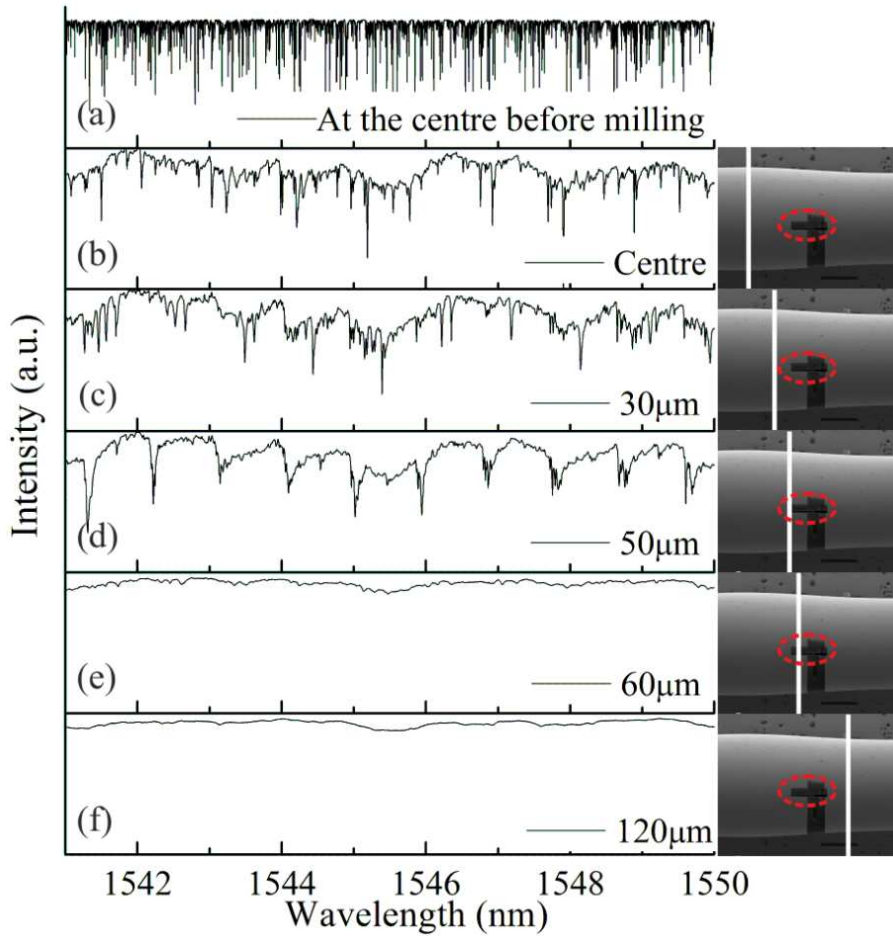 (a)
At the centre before milling
(b)
Centre
(c)
30μm
(d)
50μm
(e)
60μm
(f)
120μm
Intensity (a.u.)
1542 1544 1546 1548 1550
Wavelength (nm)